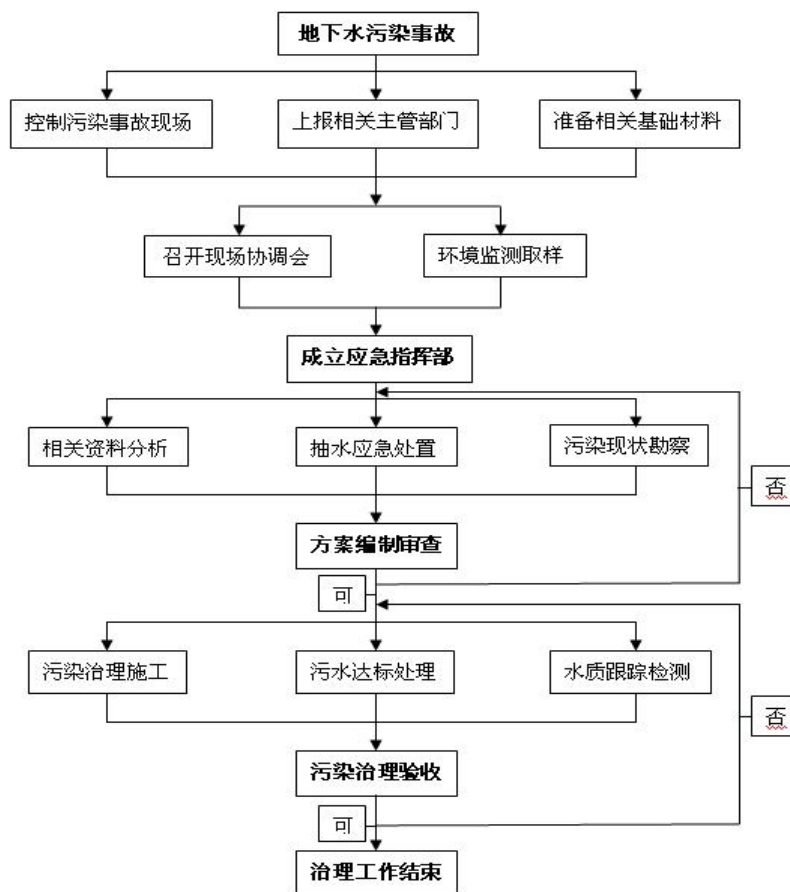 地下水污染事故
控制污染事故现场
上报相关主管部门
准备相关基础材料
召开现场协调会
环境监测取样
成立应急指挥部
相关资料分析
抽水应急处置
污染现状勘察
否
方案编制审查
可
污染治理施工
污水达标处理
水质跟踪检测
否
污染治理验收
可
治理工作结束